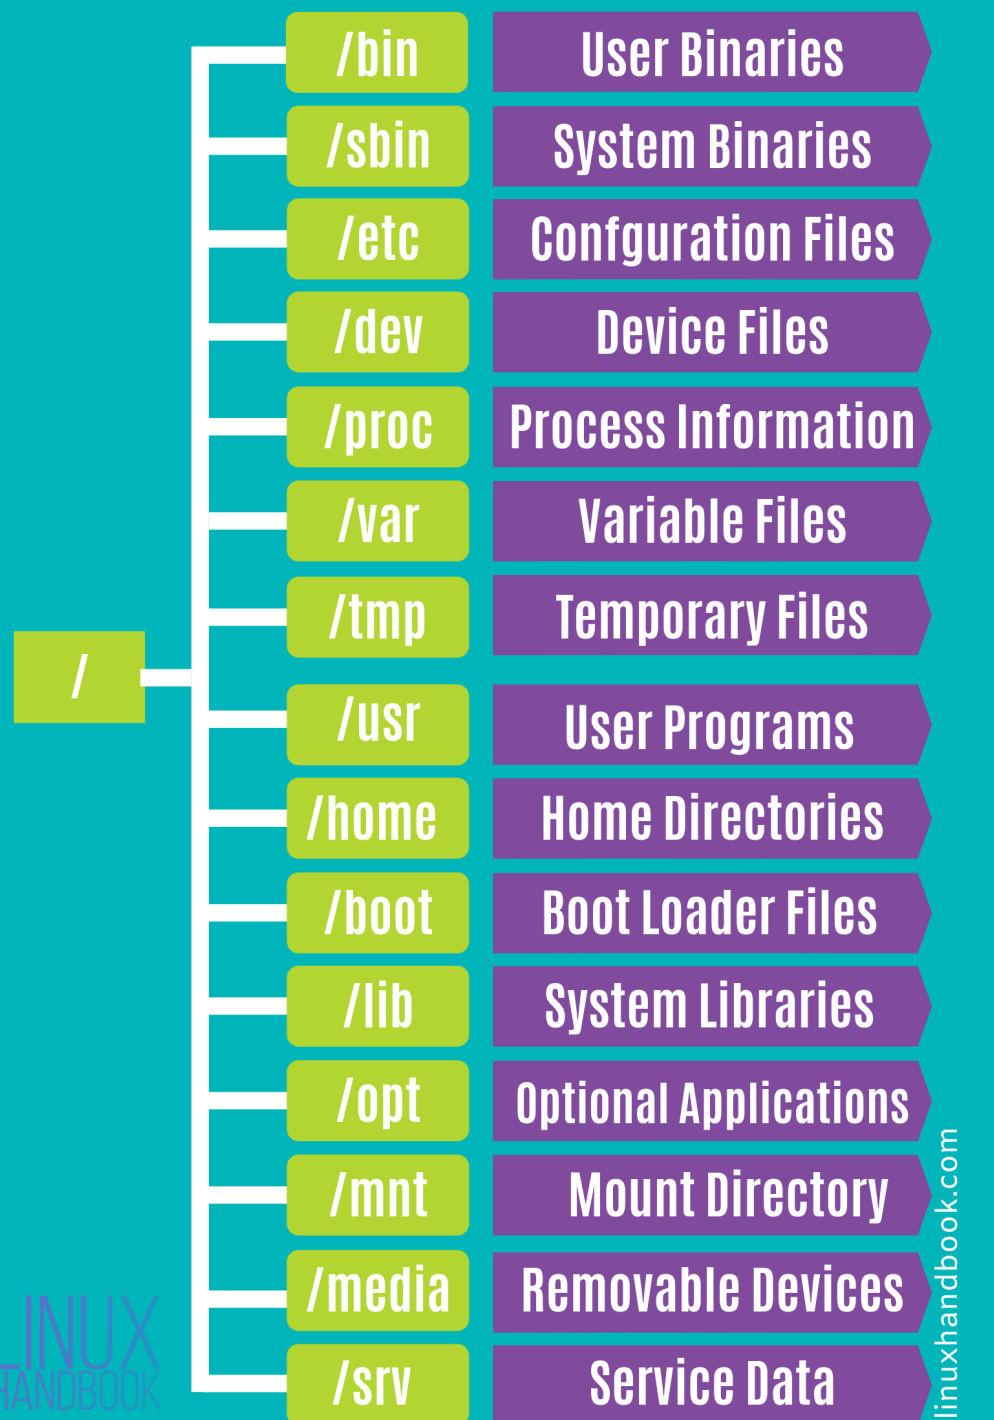 /
/bin User Binaries
/sbin System Binaries
/etc Confguration Files
/dev Device Files
/proc Process Information
/var Variable Files
/tmp Temporary Files
/usr User Programs
/home Home Directories
/boot Boot Loader Files
/lib System Libraries
/opt Optional Applications
/mnt Mount Directory
/media Removable Devices
/srv Service Data
LINUX
HANDBOOK
linuxhandbook.com